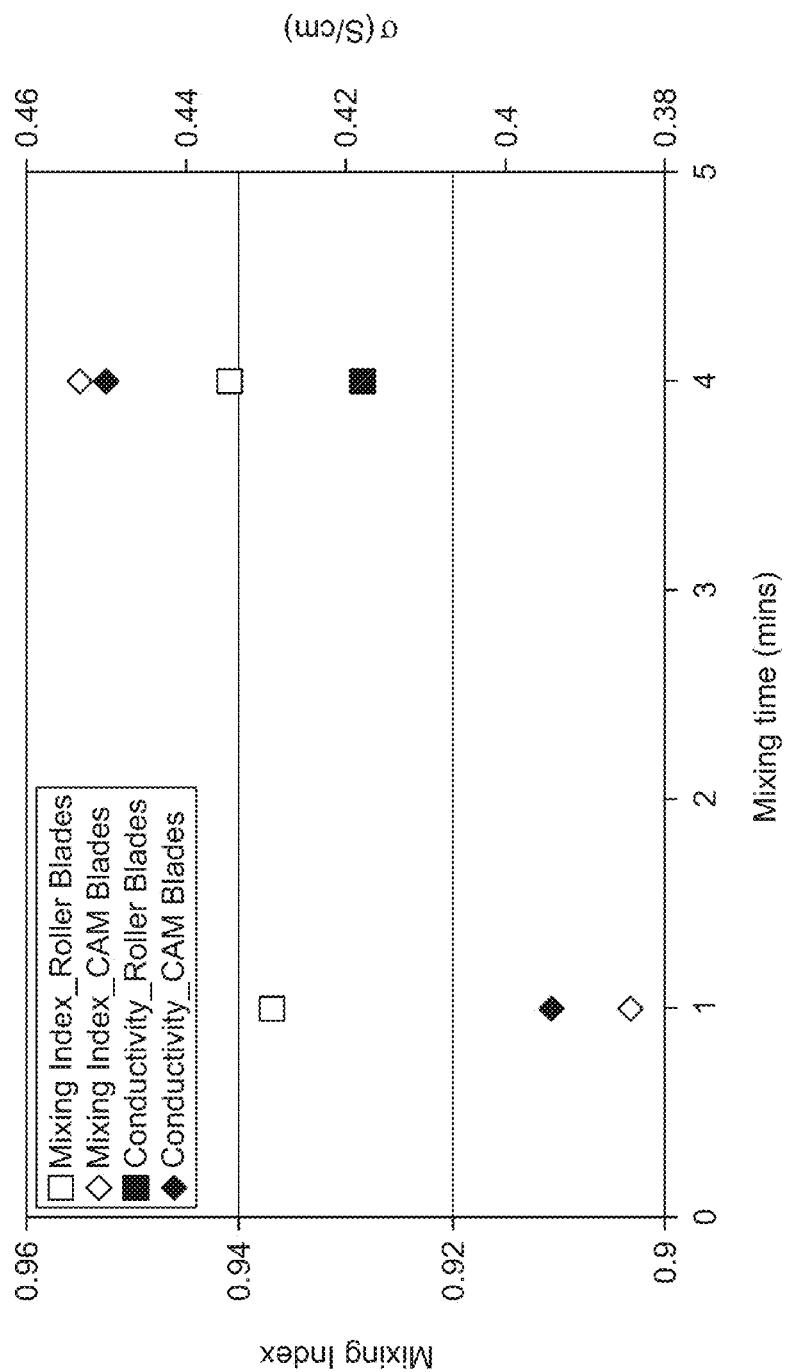 Mixing Index_Roller Blades
Mixing Index_CAM Blades
Conductivity_Roller Blades
Conductivity_CAM Blades
Mixing Index
0.96
0.94
0.92
0.9
σ (S/cm)
0.46
0.44
0.42
0.4
0.38
0 1 2 3 4 5
Mixing time (mins)